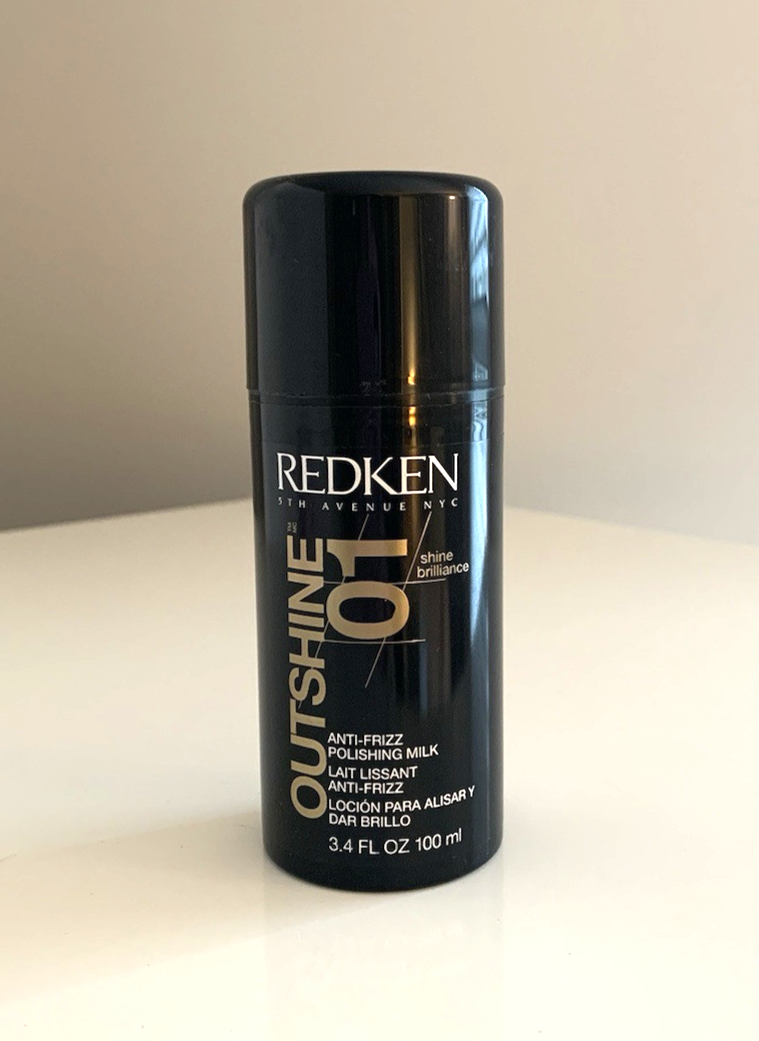 REDKEN
5TH AVENUE NYC
OUTSHINE
01
shine
brilliance
ANTI-FRIZZ
POLISHING MILK
LAIT LISSANT
ANTI-FRIZZ
LOCIÓN PARA ALISAR Y
DAR BRILLO
3.4 FL OZ 100 ml